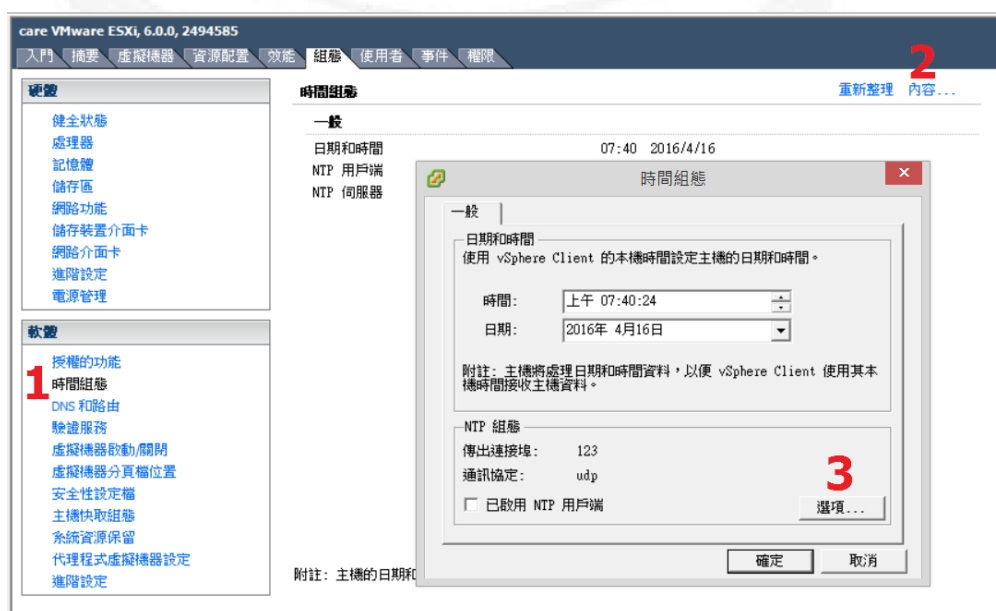 care VMware ESXi, 6.0.0, 2494585
入門 摘要 虛擬機器 資源配置 效能 組態 使用者 事件 權限
硬體
健全狀態
處理器
記憶體
儲存區
網路功能
儲存裝置介面卡
網路介面卡
進階設定
電源管理
軟體
授權的功能
1 時間組態
DNS 和路由
驗證服務
虛擬機器啟動/關閉
虛擬機器分頁檔位置
安全性設定檔
主機快取組態
系統資源保留
代理程式虛擬機器設定
進階設定
2
時間組態 重新整理 內容...
一般
日期和時間 07:40 2016/4/16
NTP 用戶端
NTP 伺服器
附註: 主機的日期和
時間組態
一般
日期和時間
使用 vSphere Client 的本機時間設定主機的日期和時間。
時間: 上午 07:40:24
日期: 2016年 4月16日
附註: 主機將處理日期和時間資料,以便 vSphere Client 使用其本
機時間接收主機資料。
NTP 組態
傳出連接埠: 123
通訊協定: udp
3
已啟用 NTP 用戶端 選項...
確定 取消